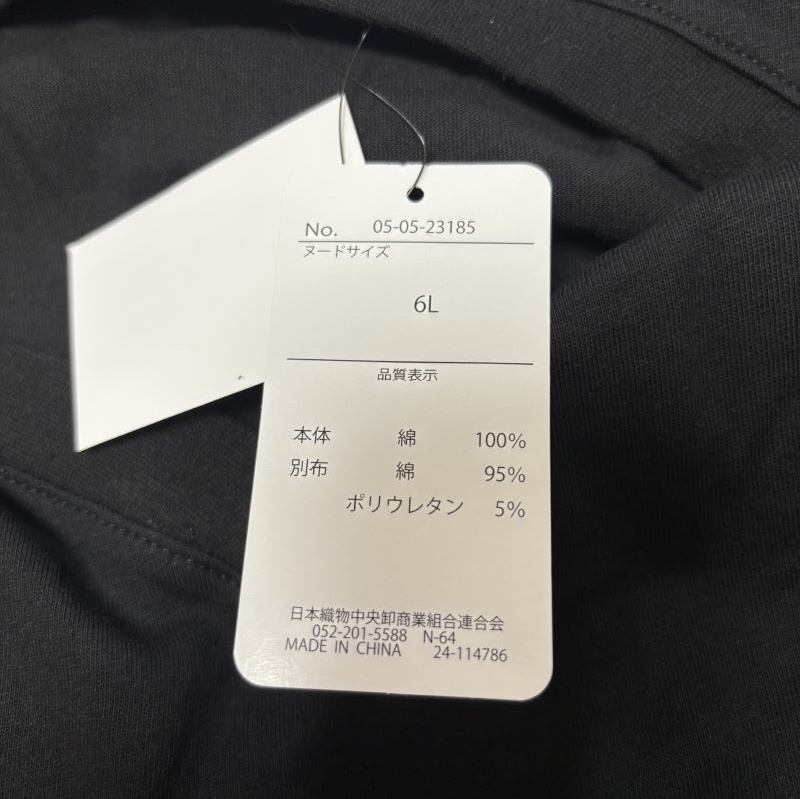 No. 05-05-23185
ヌードサイズ
6L
品質表示
本体 綿 100%
別布 綿 95%
ポリウレタン 5%
日本織物中央卸商業組合連合会
052-201-5588 N-64
MADE IN CHINA 24-114786